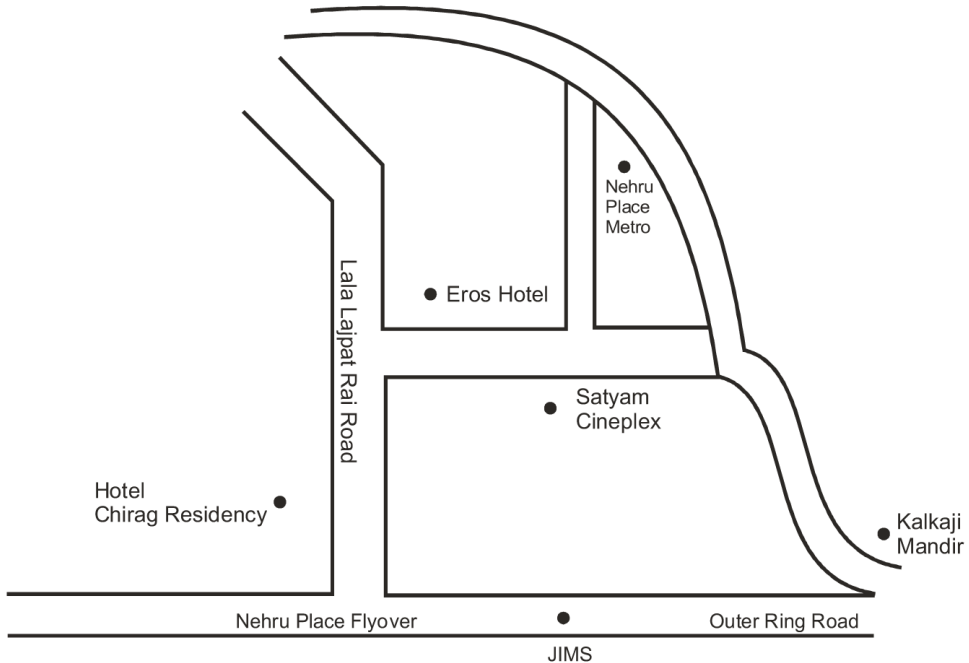 Nehru
Place
Metro
Eros Hotel
Lala Lajpat Rai Road
Satyam
Cineplex
Hotel
Chirag Residency
Kalkaji
Mandir
Nehru Place Flyover
Outer Ring Road
JIMS